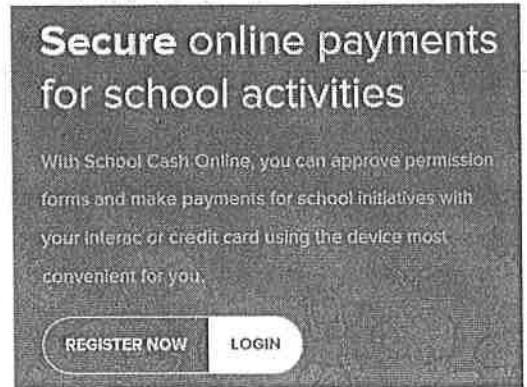 Secure online payments
for school activities
With School Cash Online, you can approve permission
forms and make payments for school initiatives with
your Interac or credit card using the device most
convenient for you.
REGISTER NOW LOGIN